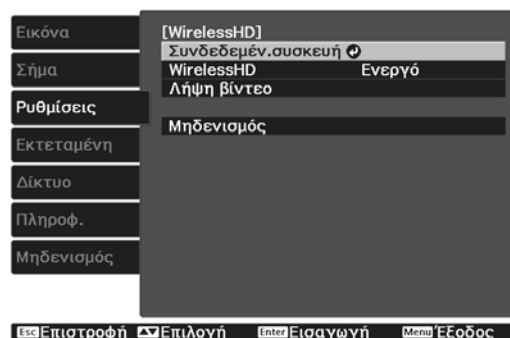 Εικόνα
Σήμα
Ρυθμίσεις
Εκτεταμένη
Δίκτυο
Πληροφ.
Μηδενισμός
[WirelessHD]
Συνδεδεμέν.συσκευή
WirelessHD Ενεργό
Λήψη βίντεο
Μηδενισμός
Esc Επιστροφή Επιλογή Enter Εισαγωγή Menu Έξοδος